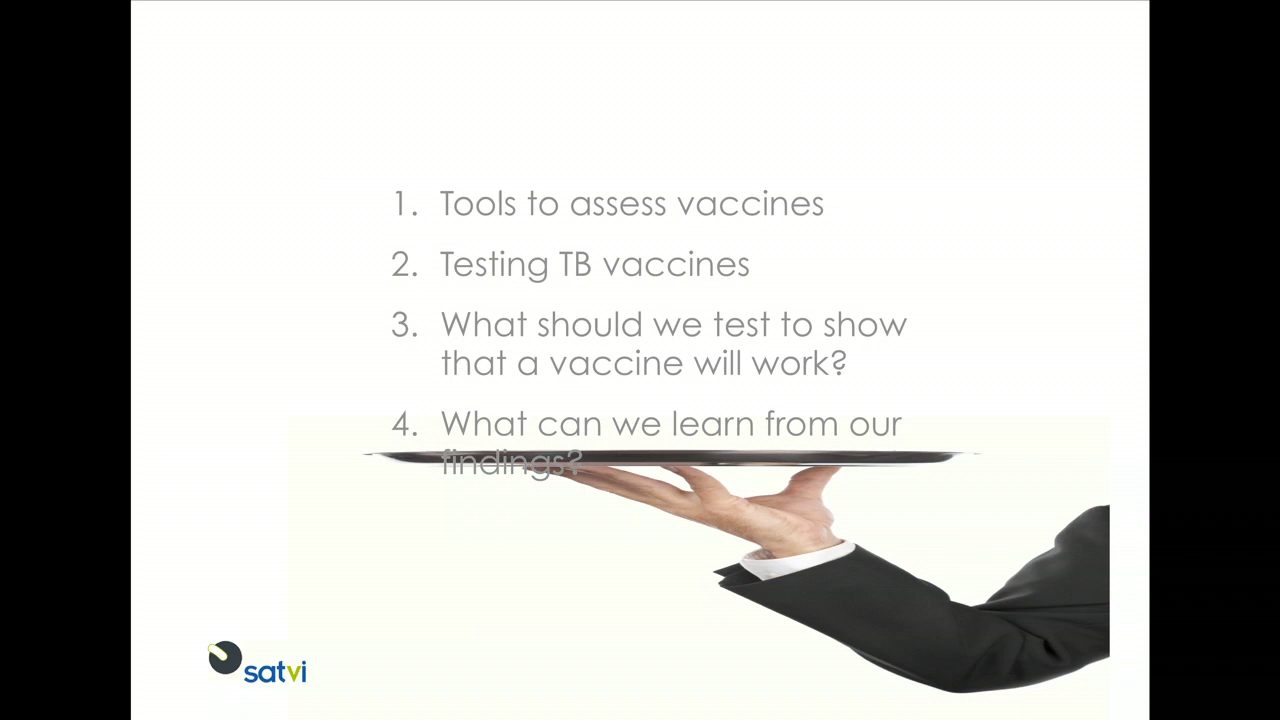 1. Tools to assess vaccines
2. Testing TB vaccines
3. What should we test to show
that a vaccine will work?
4. What can we learn from our
findings?
satvi